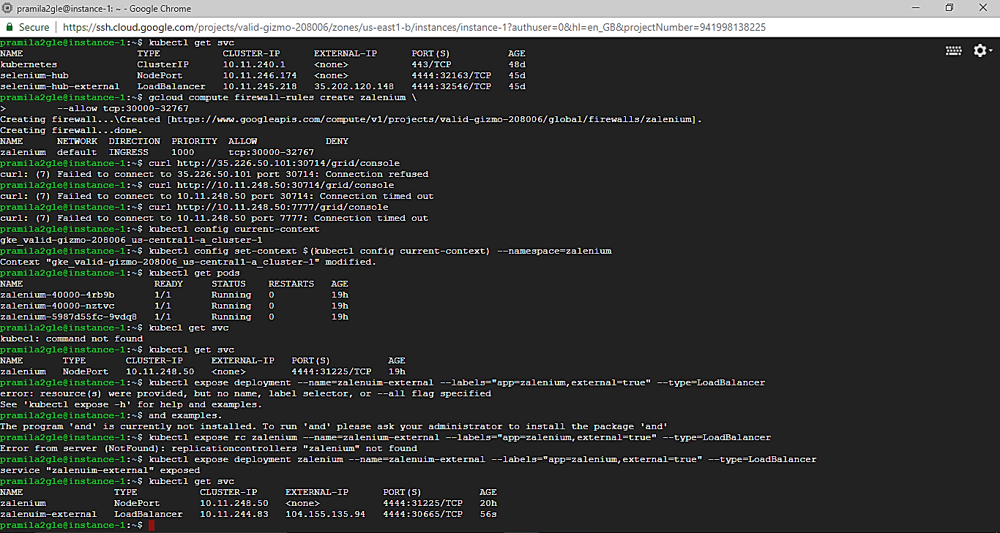 pramila2gle@instance-1: ~ - Google Chrome
Secure | https://ssh.cloud.google.com/projects/valid-gizmo-208006/zones/us-east1-b/instances/instance-1?authuser=0&hl=en_GB&projectNumber=941998138225
pramila2gle@instance-1:~$ kubectl get svc
NAME TYPE CLUSTER-IP EXTERNAL-IP PORT(S) AGE
kubernetes ClusterIP 10.11.240.1 <none> 443/TCP 48d
selenium-hub NodePort 10.11.246.174 <none> 4444:32163/TCP 45d
selenium-hub-external LoadBalancer 10.11.245.218 35.202.120.148 4444:32546/TCP 45d
pramila2gle@instance-1:~$ gcloud compute firewall-rules create zalenium \
> --allow tcp:30000-32767
Creating firewall...\Created [https://www.googleapis.com/compute/v1/projects/valid-gizmo-208006/global/firewalls/zalenium].
Creating firewall...done.
NAME NETWORK DIRECTION PRIORITY ALLOW DENY
zalenium default INGRESS 1000 tcp:30000-32767
pramila2gle@instance-1:~$ curl http://35.226.50.101:30714/grid/console
curl: (7) Failed to connect to 35.226.50.101 port 30714: Connection refused
pramila2gle@instance-1:~$ curl http://10.11.248.50:30714/grid/console
curl: (7) Failed to connect to 10.11.248.50 port 30714: Connection timed out
pramila2gle@instance-1:~$ curl http://10.11.248.50:7777/grid/console
curl: (7) Failed to connect to 10.11.248.50 port 7777: Connection timed out
pramila2gle@instance-1:~$ kubectl config current-context
gke_valid-gizmo-208006_us-central1-a_cluster-1
pramila2gle@instance-1:~$ kubectl config set-context $(kubectl config current-context) --namespace=zalenium
Context "gke_valid-gizmo-208006_us-central1-a_cluster-1" modified.
pramila2gle@instance-1:~$ kubectl get pods
NAME READY STATUS RESTARTS AGE
zalenium-40000-4rb9b 1/1 Running 0 19h
zalenium-40000-nztvc 1/1 Running 0 19h
zalenium-5987d55fc-9vdq8 1/1 Running 0 19h
pramila2gle@instance-1:~$ kubecl get svc
kubecl: command not found
pramila2gle@instance-1:~$ kubectl get svc
NAME TYPE CLUSTER-IP EXTERNAL-IP PORT(S) AGE
zalenium NodePort 10.11.248.50 <none> 4444:31225/TCP 19h
pramila2gle@instance-1:~$ kubectl expose deployment --name=zalenuim-external --labels="app=zalenium,external=true" --type=LoadBalancer
error: resource(s) were provided, but no name, label selector, or --all flag specified
See 'kubectl expose -h' for help and examples.
pramila2gle@instance-1:~$ and examples.
The program 'and' is currently not installed. To run 'and' please ask your administrator to install the package 'and'
pramila2gle@instance-1:~$ kubectl expose rc zalenium --name=zalenium-external --labels="app=zalenium,external=true" --type=LoadBalancer
Error from server (NotFound): replicationcontrollers "zalenium" not found
pramila2gle@instance-1:~$ kubectl expose deployment zalenium --name=zalenuim-external --labels="app=zalenium,external=true" --type=LoadBalancer
service "zalenuim-external" exposed
pramila2gle@instance-1:~$ kubectl get svc
NAME TYPE CLUSTER-IP EXTERNAL-IP PORT(S) AGE
zalenium NodePort 10.11.248.50 <none> 4444:31225/TCP 20h
zalenuim-external LoadBalancer 10.11.244.83 104.155.135.94 4444:30665/TCP 56s
pramila2gle@instance-1:~$